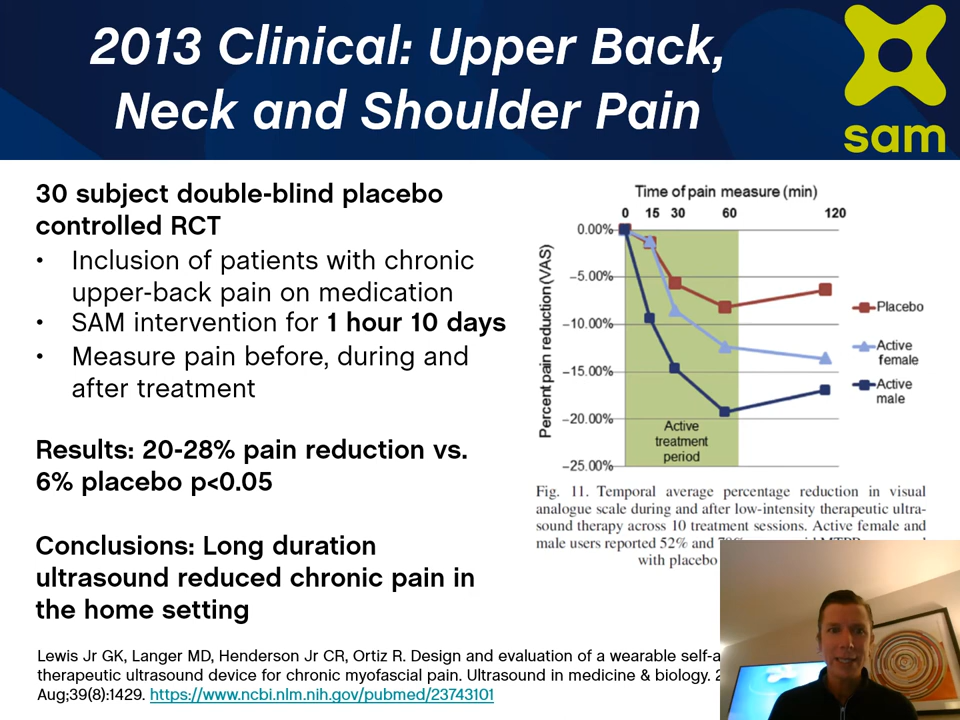 2013 Clinical: Upper Back,
Neck and Shoulder Pain
sam
30 subject double-blind placebo
controlled RCT
• Inclusion of patients with chronic
upper-back pain on medication
• SAM intervention for 1 hour 10 days
• Measure pain before, during and
after treatment
Results: 20-28% pain reduction vs.
6% placebo p<0.05
Conclusions: Long duration
ultrasound reduced chronic pain in
the home setting
Time of pain measure (min)
0 15 30 60 120
Percent pain reduction (VAS)
0.00%
-5.00%
-10.00%
-15.00%
-20.00%
-25.00%
Active
treatment
period
Placebo
Active
female
Active
male
Fig. 11. Temporal average percentage reduction in visual
analogue scale during and after low-intensity therapeutic ultra-
sound therapy across 10 treatment sessions. Active female and
male users reported 52% and
with placebo
Lewis Jr GK, Langer MD, Henderson Jr CR, Ortiz R. Design and evaluation of a wearable self-a
therapeutic ultrasound device for chronic myofascial pain. Ultrasound in medicine & biology.
Aug;39(8):1429. https://www.ncbi.nlm.nih.gov/pubmed/23743101